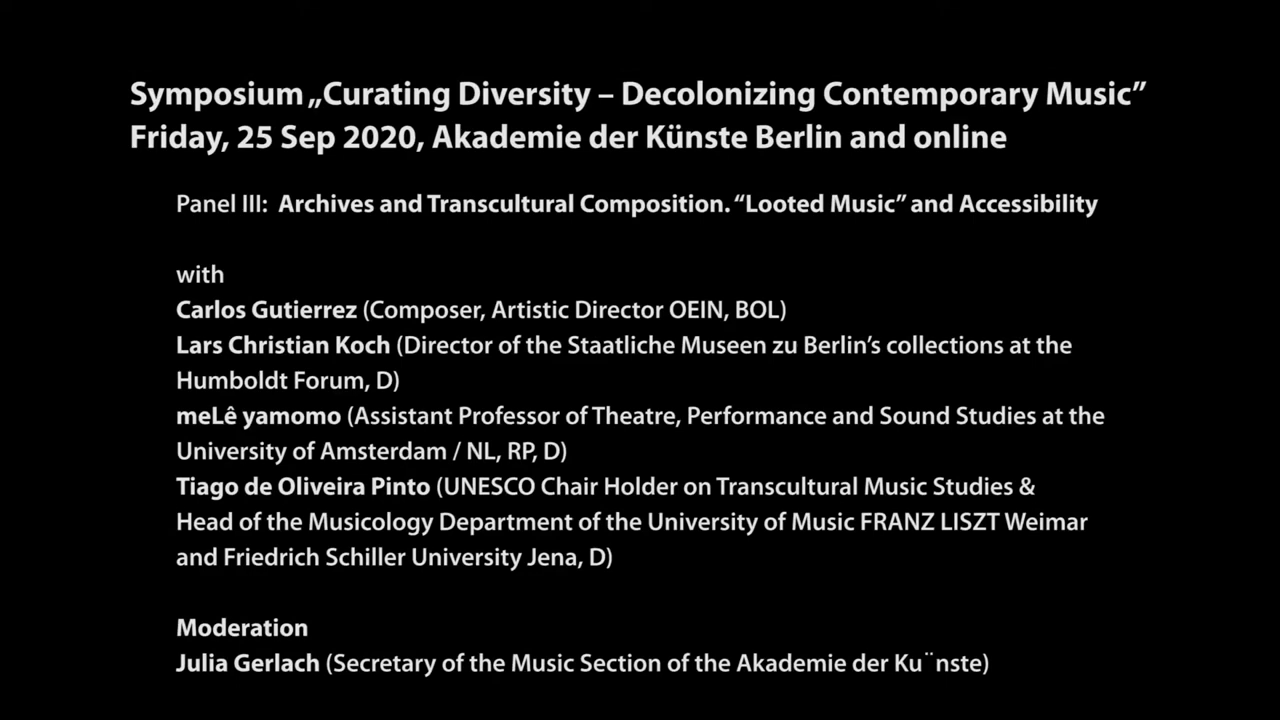 Symposium „Curating Diversity – Decolonizing Contemporary Music”
Friday, 25 Sep 2020, Akademie der Künste Berlin and online
Panel III: Archives and Transcultural Composition. “Looted Music” and Accessibility
with
Carlos Gutierrez (Composer, Artistic Director OEIN, BOL)
Lars Christian Koch (Director of the Staatliche Museen zu Berlin’s collections at the
Humboldt Forum, D)
meLê yamomo (Assistant Professor of Theatre, Performance and Sound Studies at the
University of Amsterdam / NL, RP, D)
Tiago de Oliveira Pinto (UNESCO Chair Holder on Transcultural Music Studies &
Head of the Musicology Department of the University of Music FRANZ LISZT Weimar
and Friedrich Schiller University Jena, D)
Moderation
Julia Gerlach (Secretary of the Music Section of the Akademie der Ku¨nste)